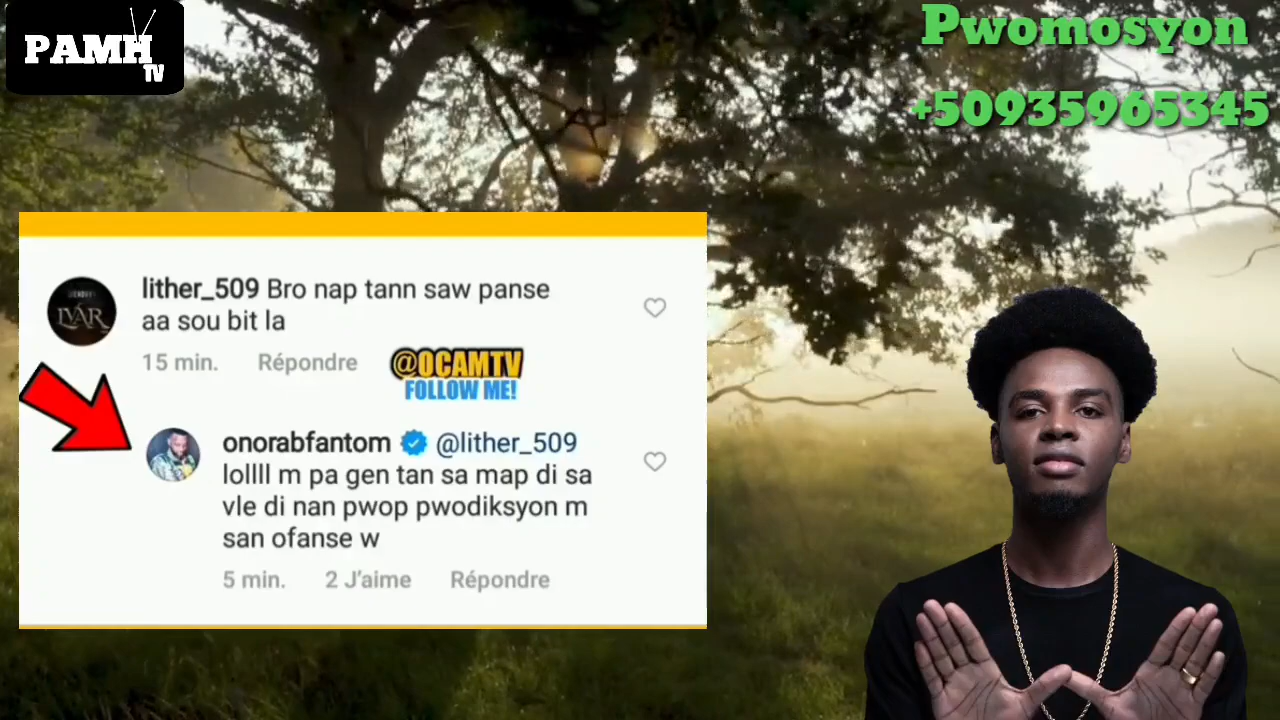 PAMH
TV
Pwomosyon
+50935965345
lither_509 Bro nap tann saw panse
aa sou bit la
15 min. Répondre
@OCAMTV
FOLLOW ME!
onorabfantom @lither_509
lollll m pa gen tan sa map di sa
vle di nan pwop pwodiksyon m
san ofanse w
5 min. 2 J'aime Répondre